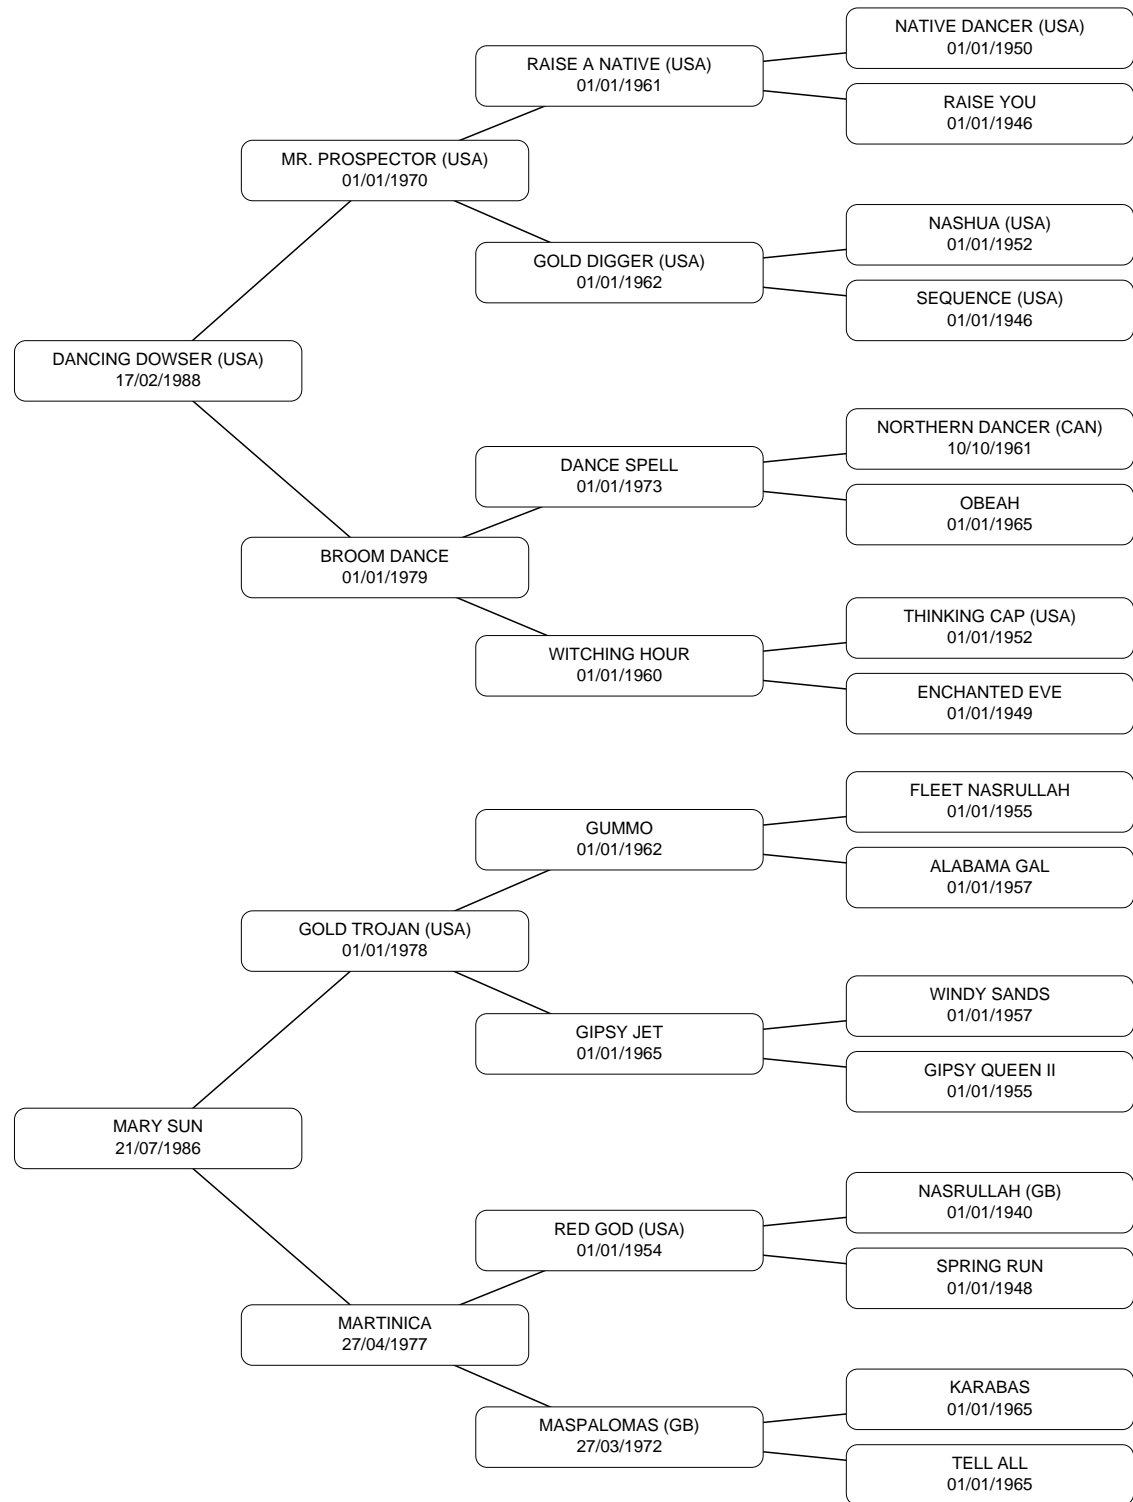 NATIVE DANCER (USA)
01/01/1950
RAISE A NATIVE (USA)
01/01/1961
RAISE YOU
01/01/1946
MR. PROSPECTOR (USA)
01/01/1970
NASHUA (USA)
01/01/1952
GOLD DIGGER (USA)
01/01/1962
SEQUENCE (USA)
01/01/1946
DANCING DOWSER (USA)
17/02/1988
NORTHERN DANCER (CAN)
10/10/1961
DANCE SPELL
01/01/1973
OBEAH
01/01/1965
BROOM DANCE
01/01/1979
THINKING CAP (USA)
01/01/1952
WITCHING HOUR
01/01/1960
ENCHANTED EVE
01/01/1949
FLEET NASRULLAH
01/01/1955
GUMMO
01/01/1962
ALABAMA GAL
01/01/1957
GOLD TROJAN (USA)
01/01/1978
WINDY SANDS
01/01/1957
GIPSY JET
01/01/1965
GIPSY QUEEN II
01/01/1955
MARY SUN
21/07/1986
NASRULLAH (GB)
01/01/1940
RED GOD (USA)
01/01/1954
SPRING RUN
01/01/1948
MARTINICA
27/04/1977
KARABAS
01/01/1965
MASPALOMAS (GB)
27/03/1972
TELL ALL
01/01/1965